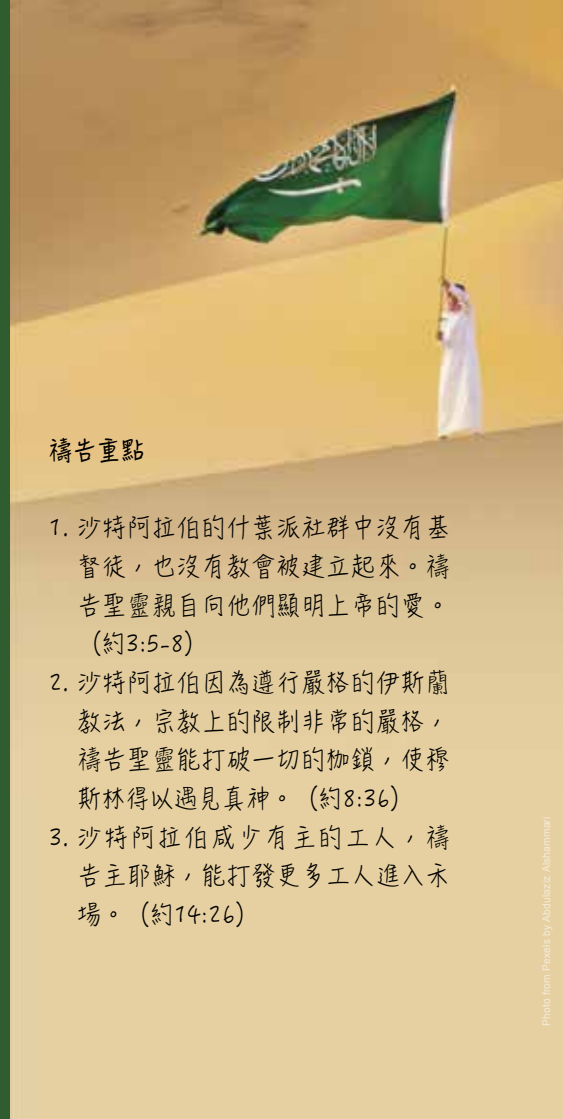 禱告重點
1. 沙特阿拉伯的什葉派社群中沒有基
督徒，也沒有教會被建立起來。禱
告聖靈親自向他們顯明上帝的愛。
（約3:5-8）
2. 沙特阿拉伯因為遵行嚴格的伊斯蘭
教法，宗教上的限制非常的嚴格，
禱告聖靈能打破一切的枷鎖，使穆
斯林得以遇見真神。（約8:36）
3. 沙特阿拉伯咸少有主的工人，禱
告主耶穌，能打發更多工人進入禾
場。（約14:26）
Photo from Pexels by Abdulaziz Alshammari